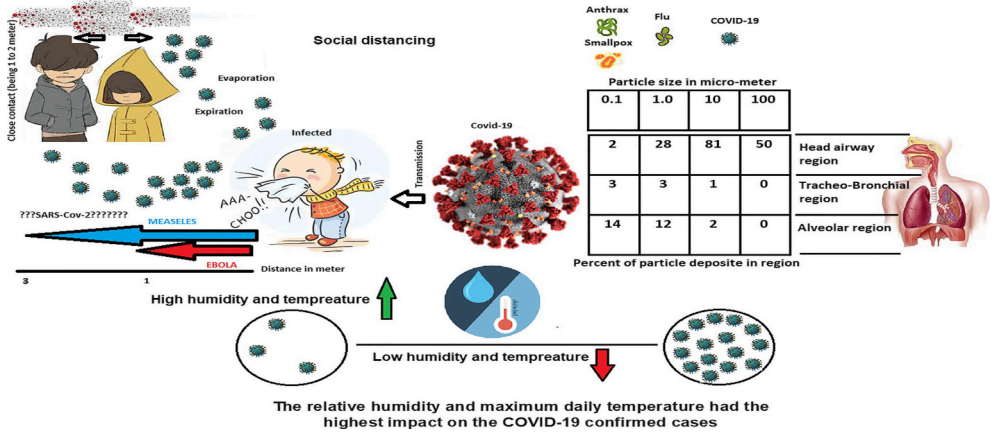 Social distancing
Close contact (being 1 to 2 meter)
Evaporation
Expiration
Infected
AAA-
CHOO!!
???SARS-Cov-2???????
MEASELES
EBOLA
Distance in meter
3 1
Transmission
Covid-19
Anthrax
Flu
COVID-19
Smallpox
Particle size in micro-meter
0.1 1.0 10 100
2 28 81 50 Head airway
region
3 3 1 0 Tracheo-Bronchial
region
14 12 2 0 Alveolar region
Percent of particle deposite in region
High humidity and tempreature
Low humidity and tempreature
The relative humidity and maximum daily temperature had the
highest impact on the COVID-19 confirmed cases